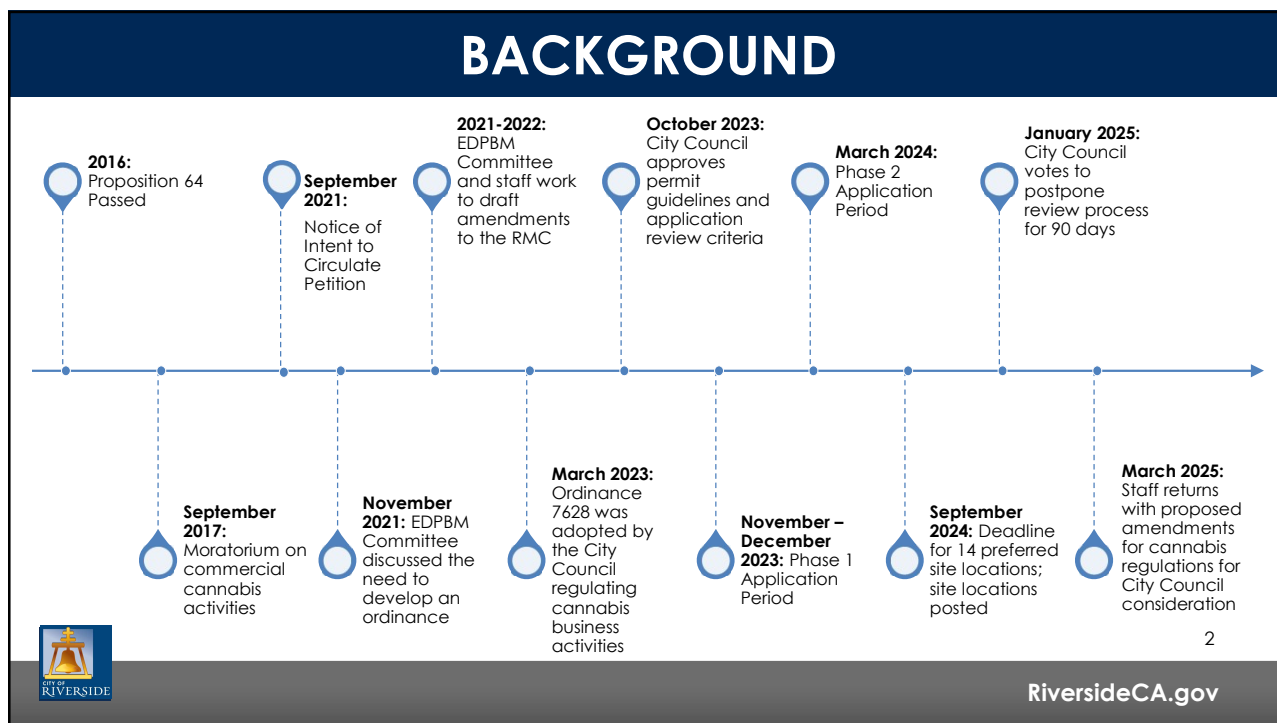 BACKGROUND
2016:
Proposition 64
Passed
September
2021:
Notice of
Intent to
Circulate
Petition
2021-2022:
EDPBM
Committee
and staff work
to draft
amendments
to the RMC
October 2023:
City Council
approves
permit
guidelines and
application
review criteria
March 2024:
Phase 2
Application
Period
January 2025:
City Council
votes to
postpone
review process
for 90 days
September
2017:
Moratorium on
commercial
cannabis
activities
November
2021: EDPBM
Committee
discussed the
need to
develop an
ordinance
March 2023:
Ordinance
7628 was
adopted by
the City
Council
regulating
cannabis
business
activities
November –
December
2023: Phase 1
Application
Period
September
2024: Deadline
for 14 preferred
site locations;
site locations
posted
March 2025:
Staff returns
with proposed
amendments
for cannabis
regulations for
City Council
consideration
2
CITY OF
RIVERSIDE
RiversideCA.gov